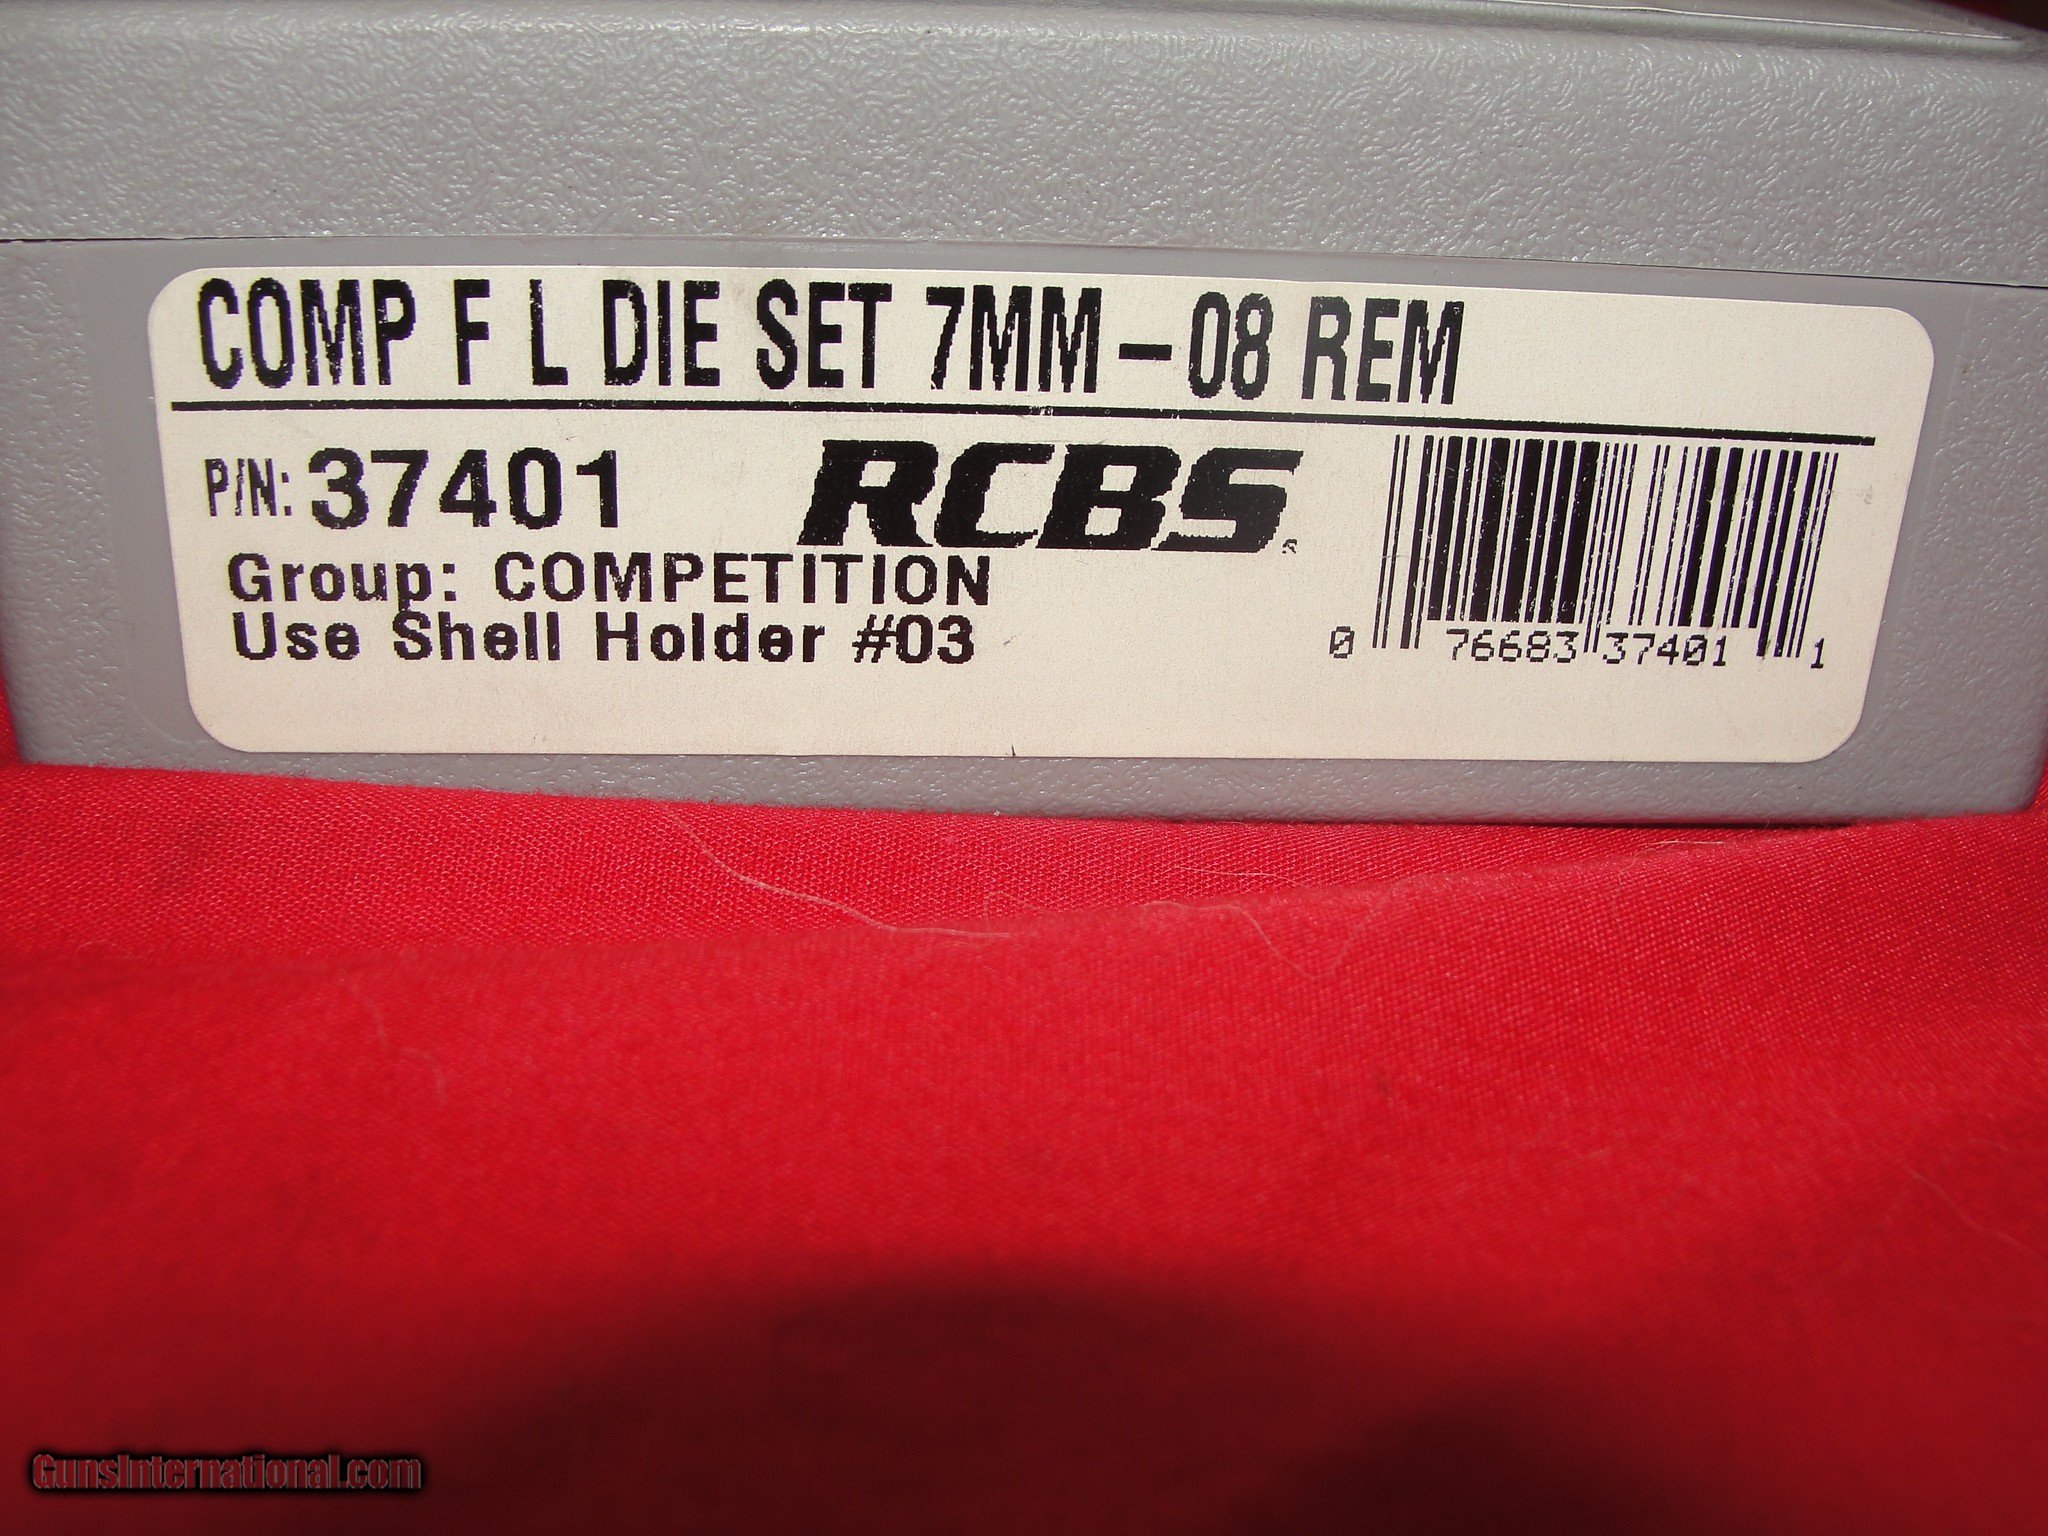 COMP F L DIE SET 7MM-08 REM
P/N: 37401
RCBS
Group: COMPETITION
Use Shell Holder #03
0 76683 37401 1
GunsInternational.com